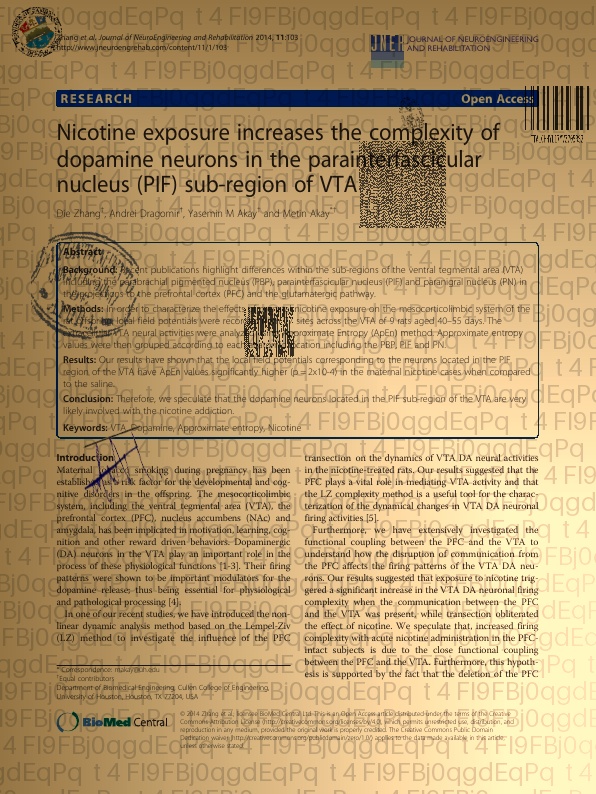 Zhang et al. Journal of NeuroEngineering and Rehabilitation 2014, 11:103
http://www.jneuroengrehab.com/content/11/1/103
JNER JOURNAL OF NEUROENGINEERING
AND REHABILITATION
RESEARCH Open Access
Nicotine exposure increases the complexity of
dopamine neurons in the parainterfascicular
nucleus (PIF) sub-region of VTA
Die Zhang†, Andrei Dragomir†, Yasemin M Akay† and Metin Akay*†
Abstract
Background: Recent publications highlight differences within the sub-regions of the ventral tegmental area (VTA)
including the parabrachial pigmented nucleus (PBP), parainterfascicular nucleus (PIF) and paranigral nucleus (PN) in
the projections to the prefrontal cortex (PFC) and the glutamatergic pathway.
Methods: In order to characterize the effects nicotine exposure on the mesocorticolimbic system of the
local field potentials were sites across the VTA of 9 rats aged 40–55 days. The
VTA neural activities were Approximate Entropy (ApEn) method. Approximate entropy
values were then grouped according to each location including the PBP, PIF and PN.
Results: Our results have shown that the local field potentials corresponding to the neurons located in the PIF
region of the VTA have ApEn values significantly higher (p = 2x10-4) in the maternal nicotine cases when compared
to the saline.
Conclusion: Therefore, we speculate that the dopamine neurons located in the PIF sub-region of the VTA are very
likely involved with the nicotine addiction.
Keywords: VTA, Dopamine, Approximate entropy, Nicotine
Introduction
Maternal tobacco smoking during pregnancy has been
established as a risk factor for the developmental and cog-
nitive disorders in the offspring. The mesocorticolimbic
system, including the ventral tegmental area (VTA), the
prefrontal cortex (PFC), nucleus accumbens (NAc) and
amygdala, has been implicated in motivation, learning, cog-
nition and other reward driven behaviors. Dopaminergic
(DA) neurons in the VTA play an important role in the
process of these physiological functions [1-3]. Their firing
patterns were shown to be important modulators for the
dopamine release; thus being essential for physiological
and pathological processing [4].
In one of our recent studies, we have introduced the non-
linear dynamic analysis method based on the Lempel-Ziv
(LZ) method to investigate the influence of the PFC
transection on the dynamics of VTA DA neural activities
in the nicotine-treated rats. Our results suggested that the
PFC plays a vital role in mediating VTA activity and that
the LZ complexity method is a useful tool for the charac-
terization of the dynamical changes in VTA DA neuronal
firing activities [5].
Furthermore, we have extensively investigated the
functional coupling between the PFC and the VTA to
understand how the disruption of communication from
the PFC affects the firing patterns of the VTA DA neu-
rons. Our results suggested that exposure to nicotine trig-
gered a significant increase in the VTA DA neuronal firing
complexity when the communication between the PFC
and the VTA was present, while transection obliterated
the effect of nicotine. We speculate that, increased firing
complexity with acute nicotine administration in the PFC-
intact subjects is due to the close functional coupling
between the PFC and the VTA. Furthermore, this hypoth-
esis is supported by the fact that the deletion of the PFC
* Correspondence: makay@uh.edu
†Equal contributors
Department of Biomedical Engineering, Cullen College of Engineering,
University of Houston, Houston, TX 77204, USA
BioMed Central
© 2014 Zhang et al.; licensee BioMed Central Ltd. This is an Open Access article distributed under the terms of the Creative
Commons Attribution License (http://creativecommons.org/licenses/by/4.0), which permits unrestricted use, distribution, and
reproduction in any medium, provided the original work is properly credited. The Creative Commons Public Domain
Dedication waiver (http://creativecommons.org/publicdomain/zero/1.0/) applies to the data made available in this article,
unless otherwise stated.